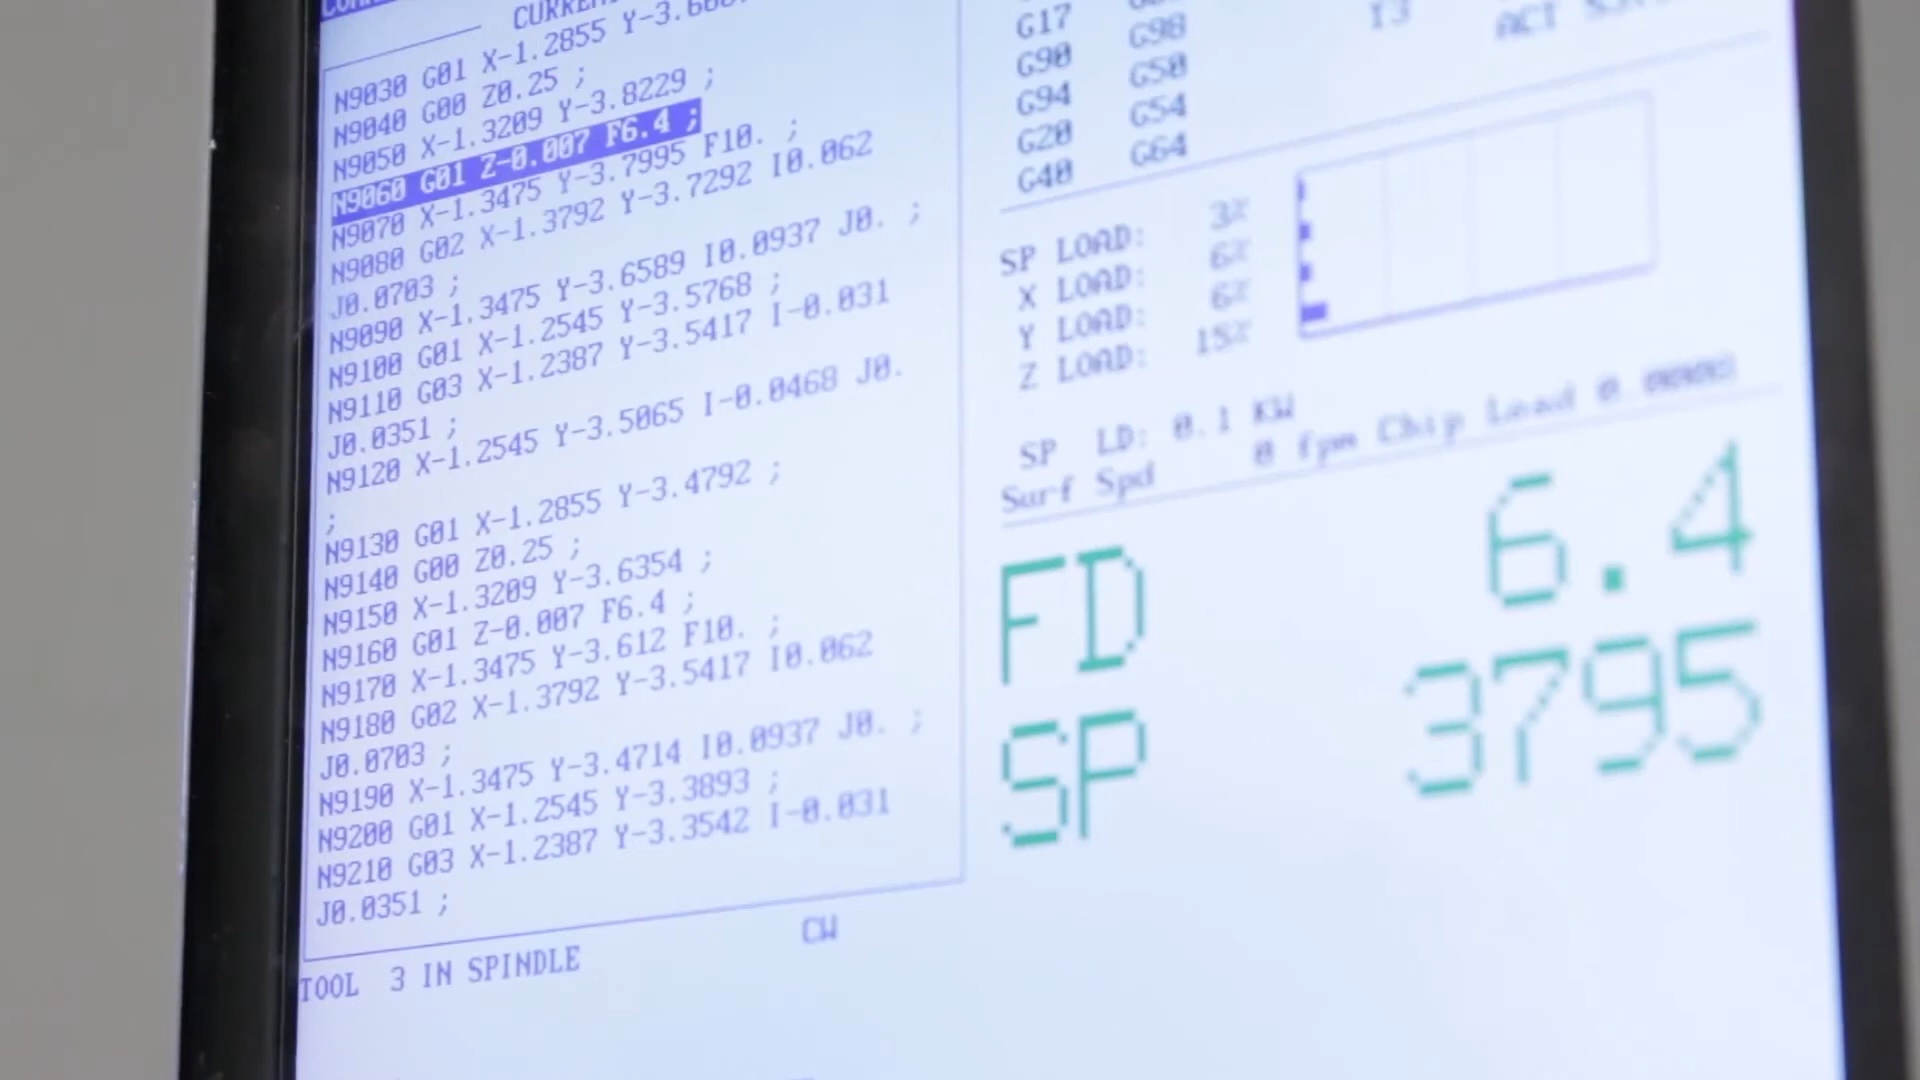 CURREN
N9030 G01 X-1.2855
N9040 G00 Z0.25 ;
N9050 X-1.3209 Y-3.8229 ;
N9060 G01 Z-0.007 F6.4 ;
N9070 X-1.3475 Y-3.7995 F10. ;
N9080 G02 X-1.3792 Y-3.7292 I0.062
J0.0703 ;
N9090 X-1.3475 Y-3.6589 I0.0937 J0. ;
N9100 G01 X-1.2545 Y-3.5768 ;
N9110 G03 X-1.2387 Y-3.5417 I-0.031
J0.0351 ;
N9120 X-1.2545 Y-3.5065 I-0.0468 J0.
;
N9130 G01 X-1.2855 Y-3.4792 ;
N9140 G00 Z0.25 ;
N9150 X-1.3209 Y-3.6354 ;
N9160 G01 Z-0.007 F6.4 ;
N9170 X-1.3475 Y-3.612 F10. ;
N9180 G02 X-1.3792 Y-3.5417 I0.062
J0.0703 ;
N9190 X-1.3475 Y-3.4714 I0.0937 J0. ;
N9200 G01 X-1.2545 Y-3.3893 ;
N9210 G03 X-1.2387 Y-3.3542 I-0.031
J0.0351 ;
TOOL 3 IN SPINDLE
CW
G17 G98
G90 G50
G94 G54
G20 G64
G40
T3
ACT
SP LOAD: 3%
X LOAD: 6%
Y LOAD: 6%
Z LOAD: 15%
SP LD: 0.1 KW
Surf Spd 0 fpm Chip Load
FD 6.4
SP 3795